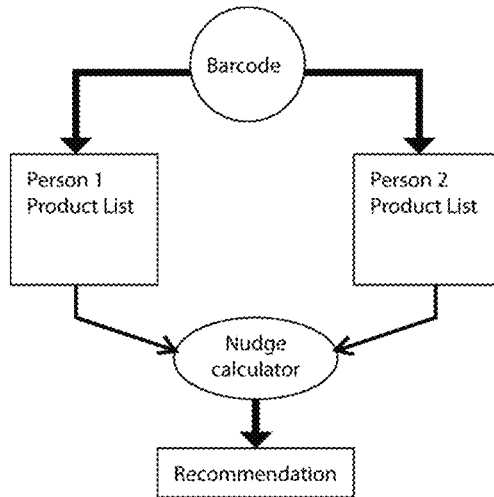 Barcode
Person 1
Product List
Person 2
Product List
Nudge
calculator
Recommendation